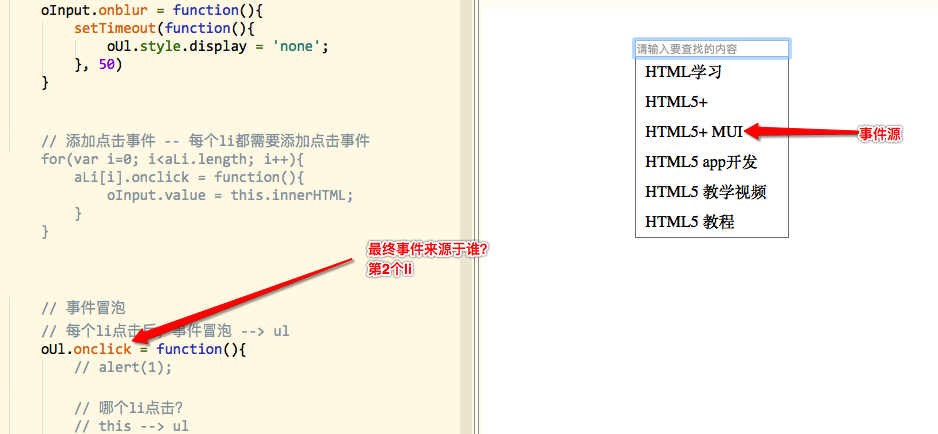 oInput.onblur = function(){
setTimeout(function(){
oUl.style.display = 'none';
}, 50)
}
// 添加点击事件 -- 每个li都需要添加点击事件
for(var i=0; i<aLi.length; i++){
aLi[i].onclick = function(){
oInput.value = this.innerHTML;
}
}
// 事件冒泡
// 每个li点击后, 事件冒泡 --> ul
oUl.onclick = function(){
// alert(1);
// 哪个li点击?
// this --> ul
最终事件来源于谁?
第2个li
请输入要查找的内容
HTML学习
HTML5+
HTML5+ MUI
HTML5 app开发
HTML5 教学视频
HTML5 教程
事件源